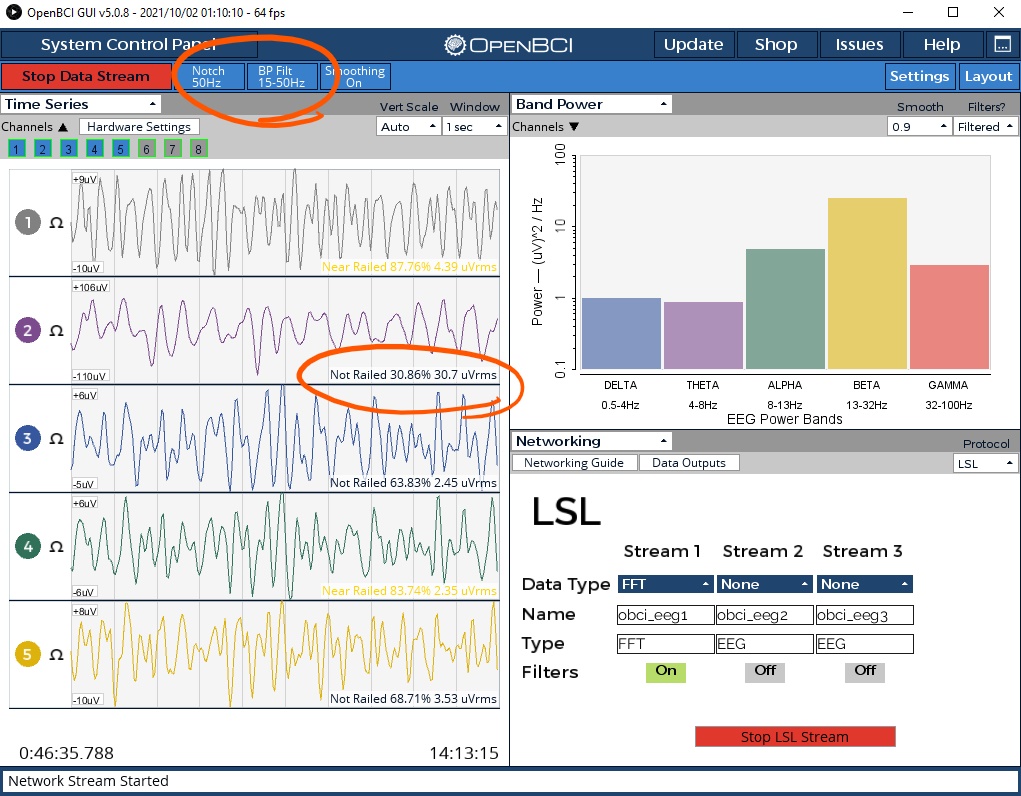 OpenBCI GUI v5.0.8 - 2021/10/02 01:10:10 - 64 fps
System Control Panel
OPENBCI
Update
Shop
Issues
Help
Stop Data Stream
Notch
50Hz
BP Filt
15-50Hz
Smoothing
On
Settings
Layout
Time Series
Vert Scale
Window
Channels
Hardware Settings
Auto
1 sec
1 2 3 4 5 6 7 8
1 Ω
+9uV
-10uV
Near Railed 87.76% 4.39 uVrms
2 Ω
+106uV
-110uV
Not Railed 30.86% 30.7 uVrms
3 Ω
+6uV
-5uV
Not Railed 63.83% 2.45 uVrms
4 Ω
+6uV
-6uV
Near Railed 83.74% 2.35 uVrms
5 Ω
+8uV
-10uV
Not Railed 68.71% 3.53 uVrms
0:46:35.788
14:13:15
Band Power
Smooth
Filters?
Channels
0.9
Filtered
Power — (uV)^2 / Hz
100
10
1
0.1
DELTA THETA ALPHA BETA GAMMA
0.5-4Hz 4-8Hz 8-13Hz 13-32Hz 32-100Hz
EEG Power Bands
Networking
Protocol
Networking Guide
Data Outputs
LSL
LSL
Stream 1 Stream 2 Stream 3
Data Type FFT None None
Name obci_eeg1 obci_eeg2 obci_eeg3
Type FFT EEG EEG
Filters On Off Off
Stop LSL Stream
Network Stream Started